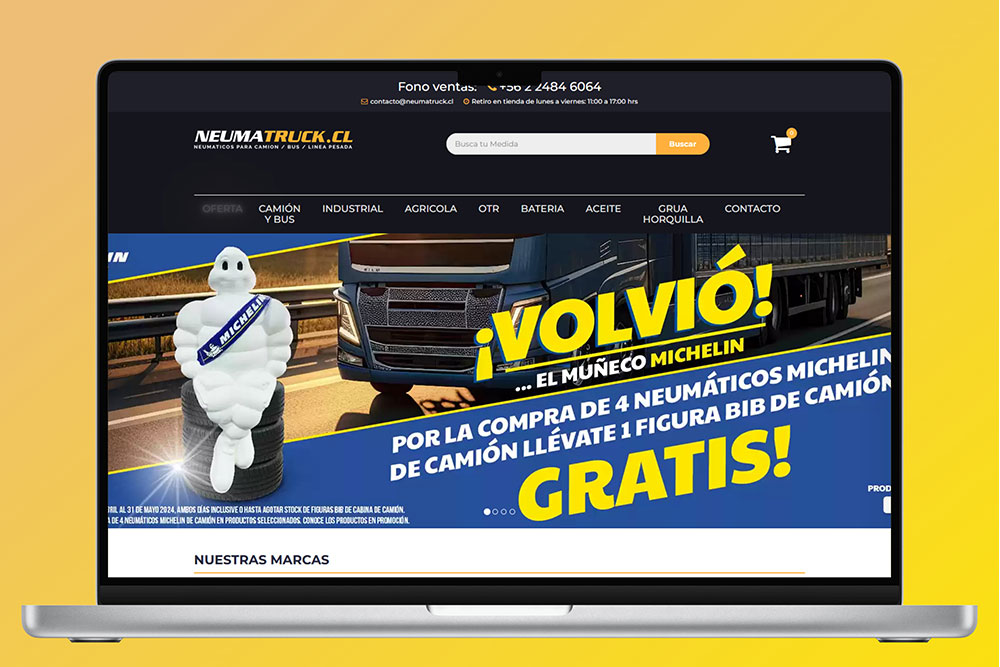 Fono ventas: +56 2 2484 6064
contacto@neumatruck.cl Retiro en tienda de lunes a viernes: 11:00 a 17:00 hrs
NEUMATRUCK.CL
NEUMATICOS PARA CAMION / BUS / LINEA PESADA
Busca tu Medida
Buscar
0
OFERTA
CAMIÓN
Y BUS
INDUSTRIAL
AGRICOLA
OTR
BATERIA
ACEITE
GRUA
HORQUILLA
CONTACTO
IN
MICHELIN
¡VOLVIÓ!
... EL MUÑECO MICHELIN
POR LA COMPRA DE 4 NEUMÁTICOS MICHELIN
DE CAMIÓN LLÉVATE 1 FIGURA BIB DE CAMIÓN
GRATIS!
PROD
RIL AL 31 DE MAYO 2024, AMBOS DÍAS INCLUSIVE O HASTA AGOTAR STOCK DE FIGURAS BIB DE CABINA DE CAMIÓN.
A DE 4 NEUMÁTICOS MICHELIN DE CAMIÓN EN PRODUCTOS SELECCIONADOS. CONOCE LOS PRODUCTOS EN PROMOCIÓN.
NUESTRAS MARCAS